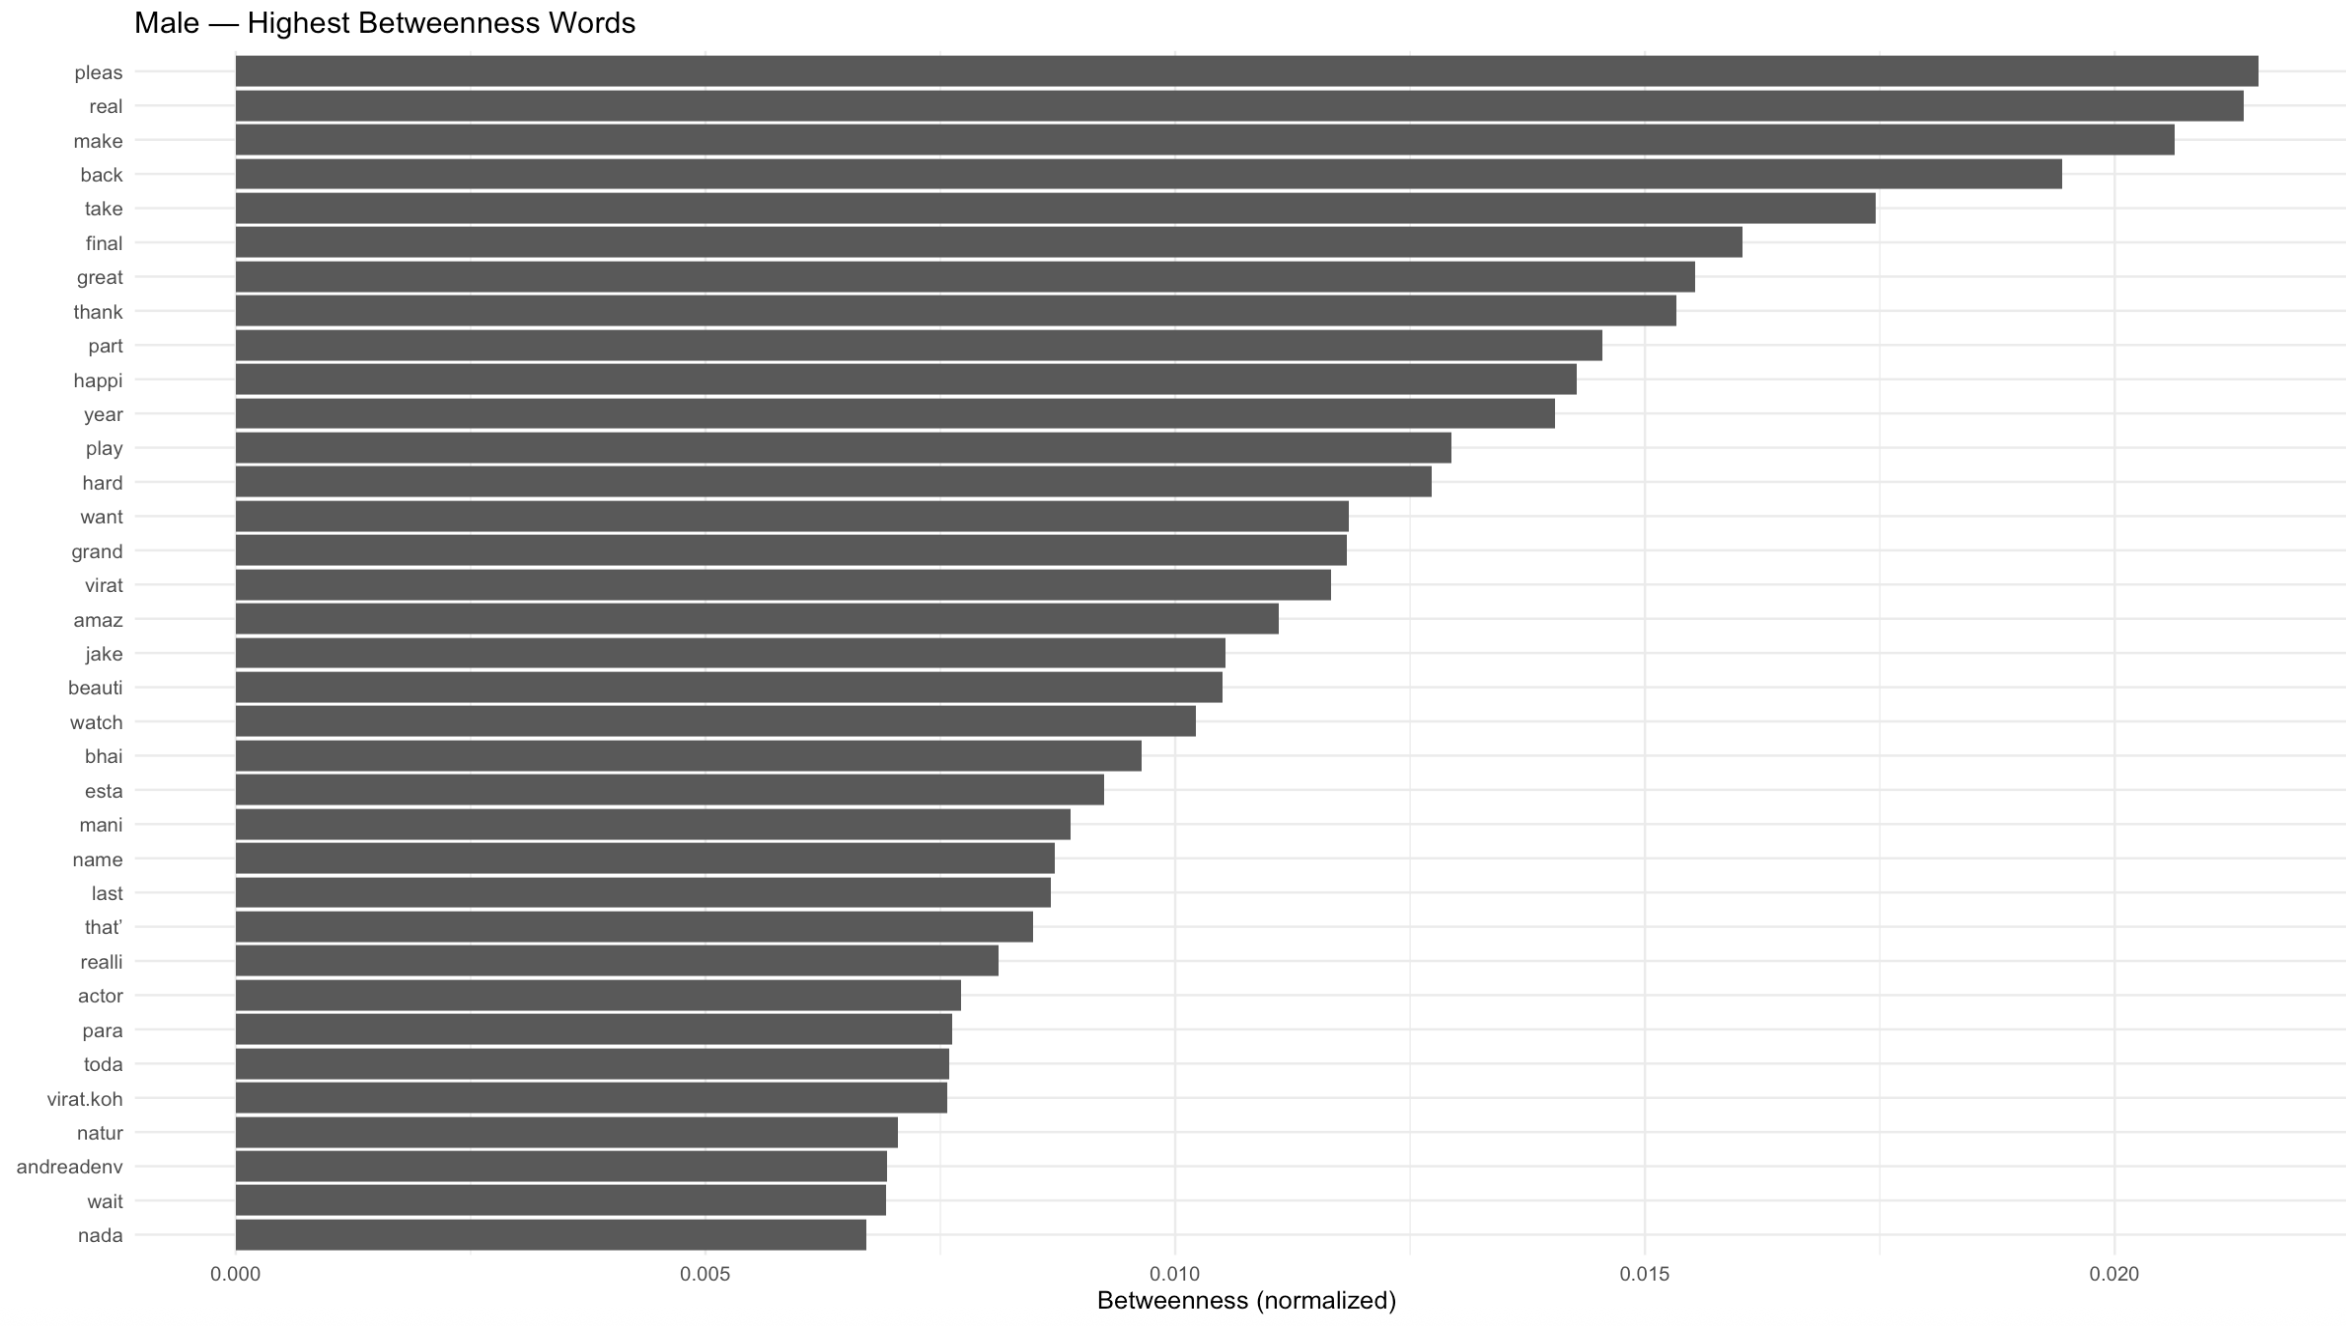 Male — Highest Betweenness Words
pleas
real
make
back
take
final
great
thank
part
happi
year
play
hard
want
grand
virat
amaz
jake
beauti
watch
bhai
esta
mani
name
last
that’
realli
actor
para
toda
virat.koh
natur
andreadenv
wait
nada
0.000 0.005 0.010 0.015 0.020
Betweenness (normalized)